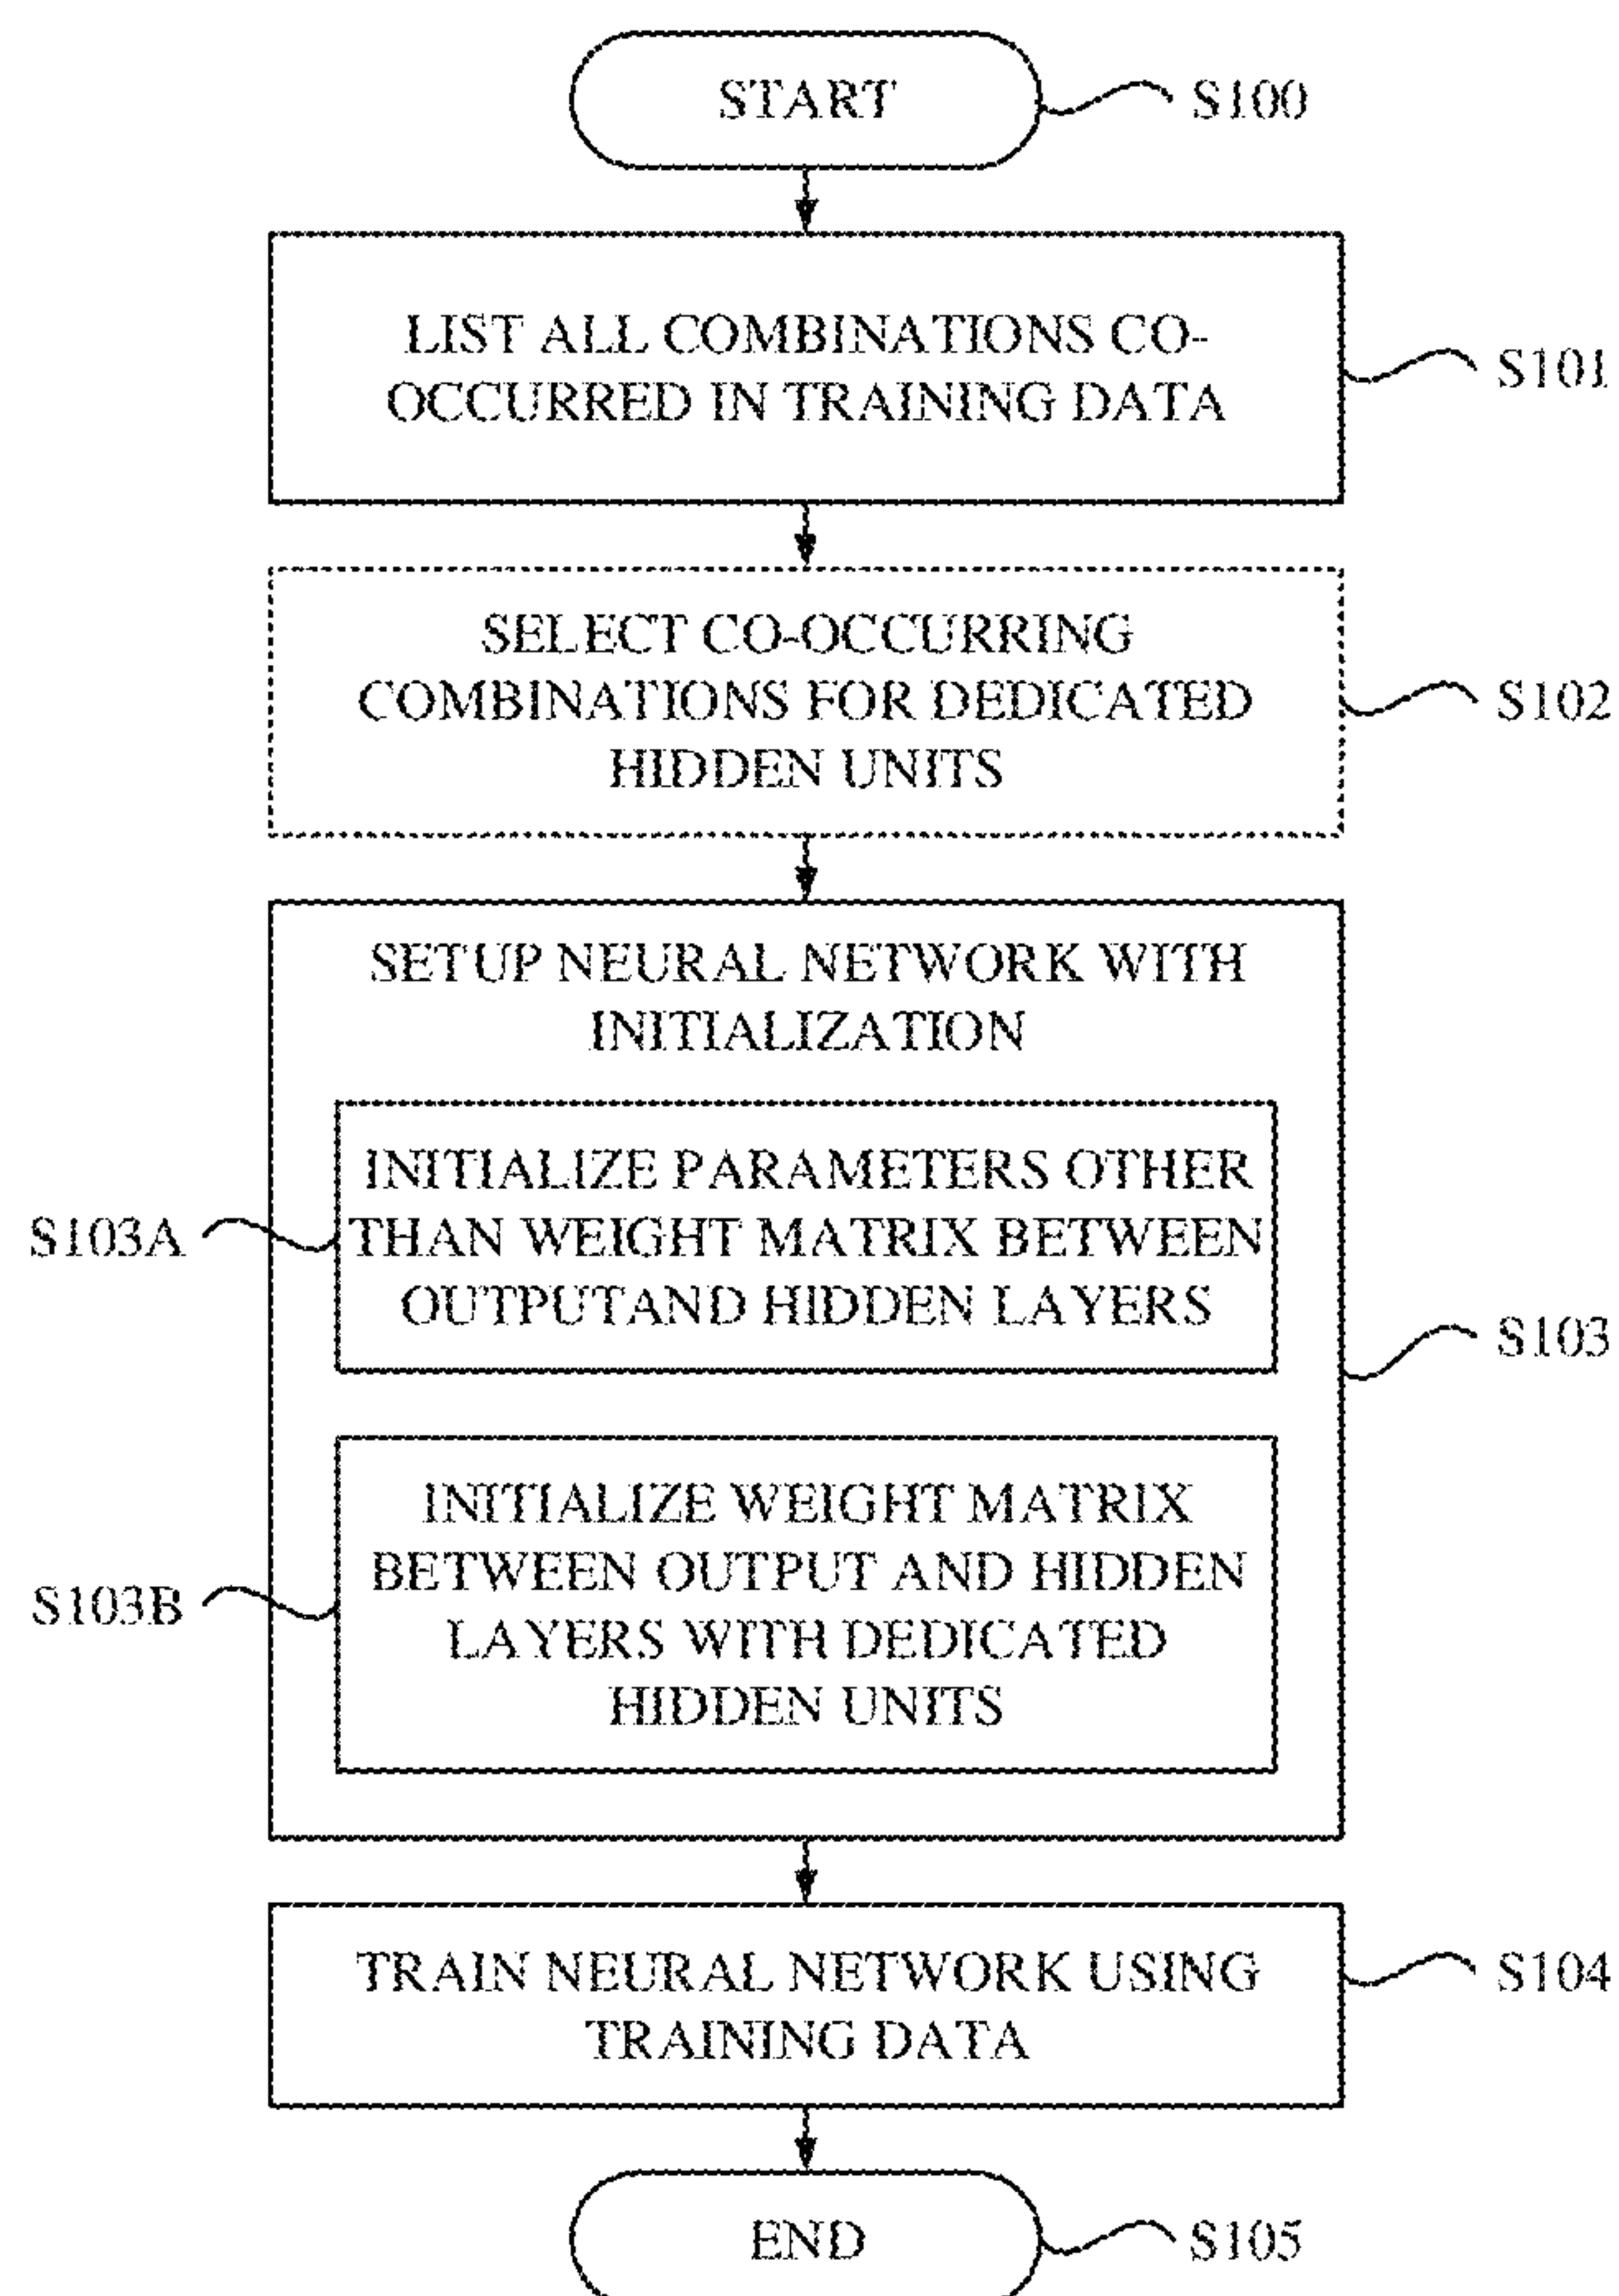 START
S100
LIST ALL COMBINATIONS CO-
OCCURRED IN TRAINING DATA
S101
SELECT CO-OCCURRING
COMBINATIONS FOR DEDICATED
HIDDEN UNITS
S102
SETUP NEURAL NETWORK WITH
INITIALIZATION
S103
INITIALIZE PARAMETERS OTHER
THAN WEIGHT MATRIX BETWEEN
OUTPUTAND HIDDEN LAYERS
S103A
INITIALIZE WEIGHT MATRIX
BETWEEN OUTPUT AND HIDDEN
LAYERS WITH DEDICATED
HIDDEN UNITS
S103B
TRAIN NEURAL NETWORK USING
TRAINING DATA
S104
END
S105